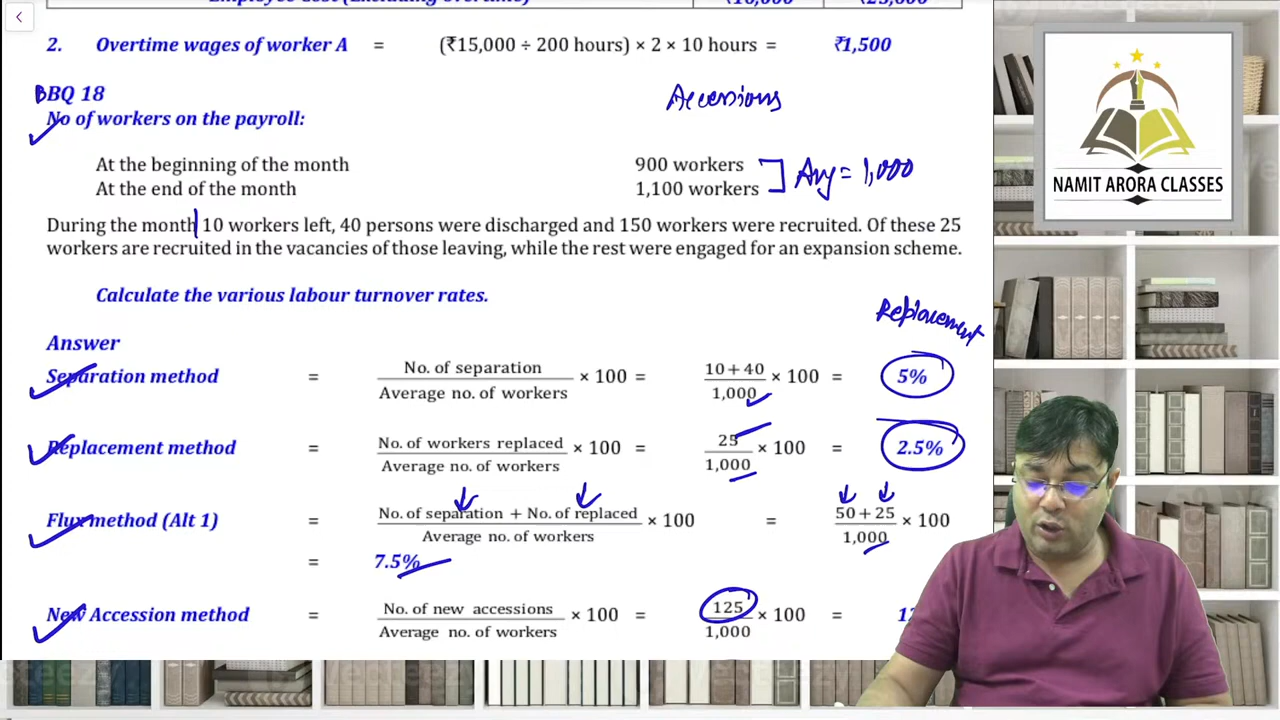 Employee cost (Excluding overtime) ₹16,000
2. Overtime wages of worker A = (₹15,000 ÷ 200 hours) × 2 × 10 hours = ₹1,500
BBQ 18
Accessions
No of workers on the payroll:
At the beginning of the month 900 workers
At the end of the month 1,100 workers
Avg = 1,000
During the month 10 workers left, 40 persons were discharged and 150 workers were recruited. Of these 25
workers are recruited in the vacancies of those leaving, while the rest were engaged for an expansion scheme.
Calculate the various labour turnover rates.
Replacement
Answer
Separation method = No. of separation / Average no. of workers × 100 = 10 + 40 / 1,000 × 100 = 5%
Replacement method = No. of workers replaced / Average no. of workers × 100 = 25 / 1,000 × 100 = 2.5%
Flux method (Alt 1) = No. of separation + No. of replaced / Average no. of workers × 100 = 50 + 25 / 1,000 × 100
= 7.5%
New Accession method = No. of new accessions / Average no. of workers × 100 = 125 / 1,000 × 100 =
NAMIT ARORA CLASSES